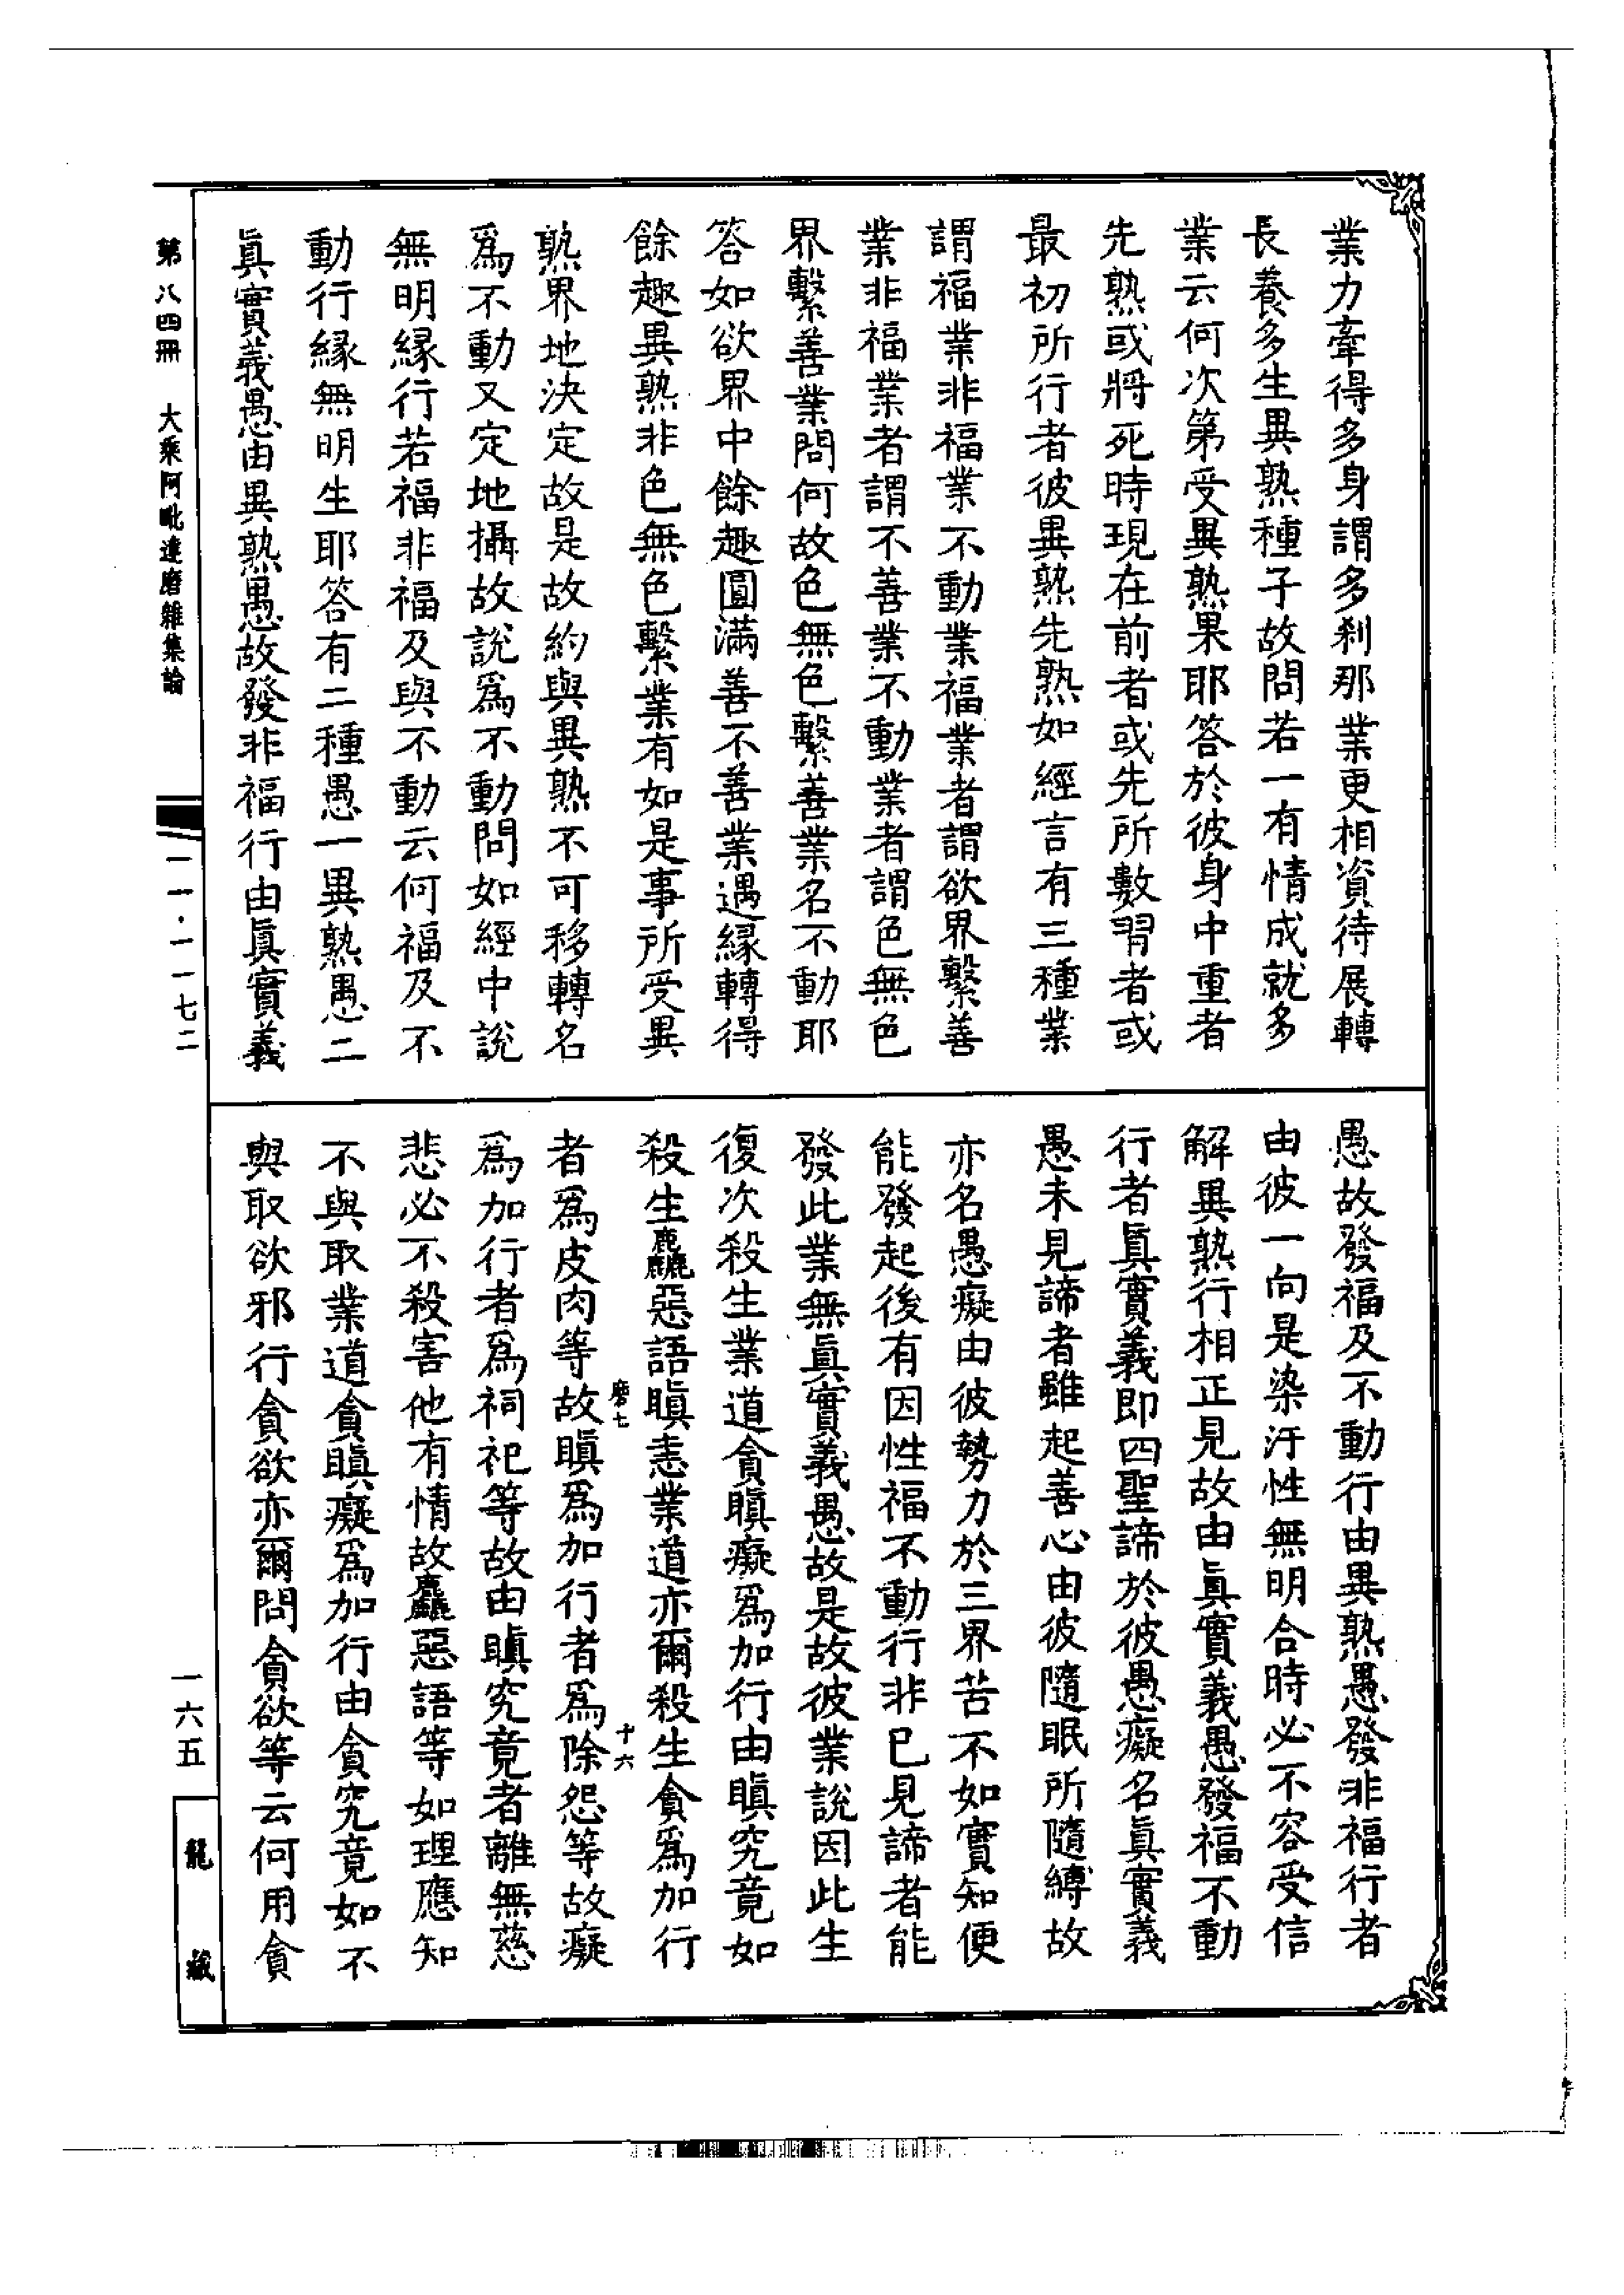 業力牽得多身謂多刹那業更相資待展轉
長養多生異熟種子故問若一有情成就多
業云何次第受異熟果耶答於彼身中重者
先熟或將死時現在前者或先所數習者或
最初所行者彼異熟先熟如經言有三種業
謂福業非福業不動業福業者謂欲界繫善
業非福業者謂不善業不動業者謂色無色
界繫善業問何故色無色繫善業名不動耶
答如欲界中餘趣圓滿善不善業遇緣轉得
餘趣異熟非色無色繫業有如是事所受異
熟界地決定故是故約與異熟不可移轉名
爲不動又定地攝故說爲不動問如經中說
無明緣行若福非福及與不動云何福及不
動行緣無明生耶答有二種愚一異熟愚二
眞實義愚由異熟愚故發非福行由眞實義
愚故發福及不動行由異熟愚發非福行者
由彼一向是染汙性無明合時必不容受信
解異熟行相正見故由眞實義愚發福不動
行者眞實義即四聖諦於彼愚癡名眞實義
愚未見諦者雖起善心由彼隨眠所隨縛故
亦名愚癡由彼勢力於三界苦不如實知便
能發起後有因性福不動行非已見諦者能
發此業無眞實義愚故是故彼業說因此生
復次殺生業道貪瞋癡爲加行由瞋究竟如
殺生麤惡語瞋恚業道亦爾殺生貪爲加行
者爲皮肉等故瞋爲加行者爲除怨等故癡
磨七
十六
爲加行者爲祠祀等故由瞋究竟者離無慈
悲必不殺害他有情故麤惡語等如理應知
不與取業道貪瞋癡爲加行由貪究竟如不
與取欲邪行貪欲亦爾問貪欲等云何用貪
第八四冊 大乘阿毗達磨雜集論
一一·一一七二
一六五
龍藏